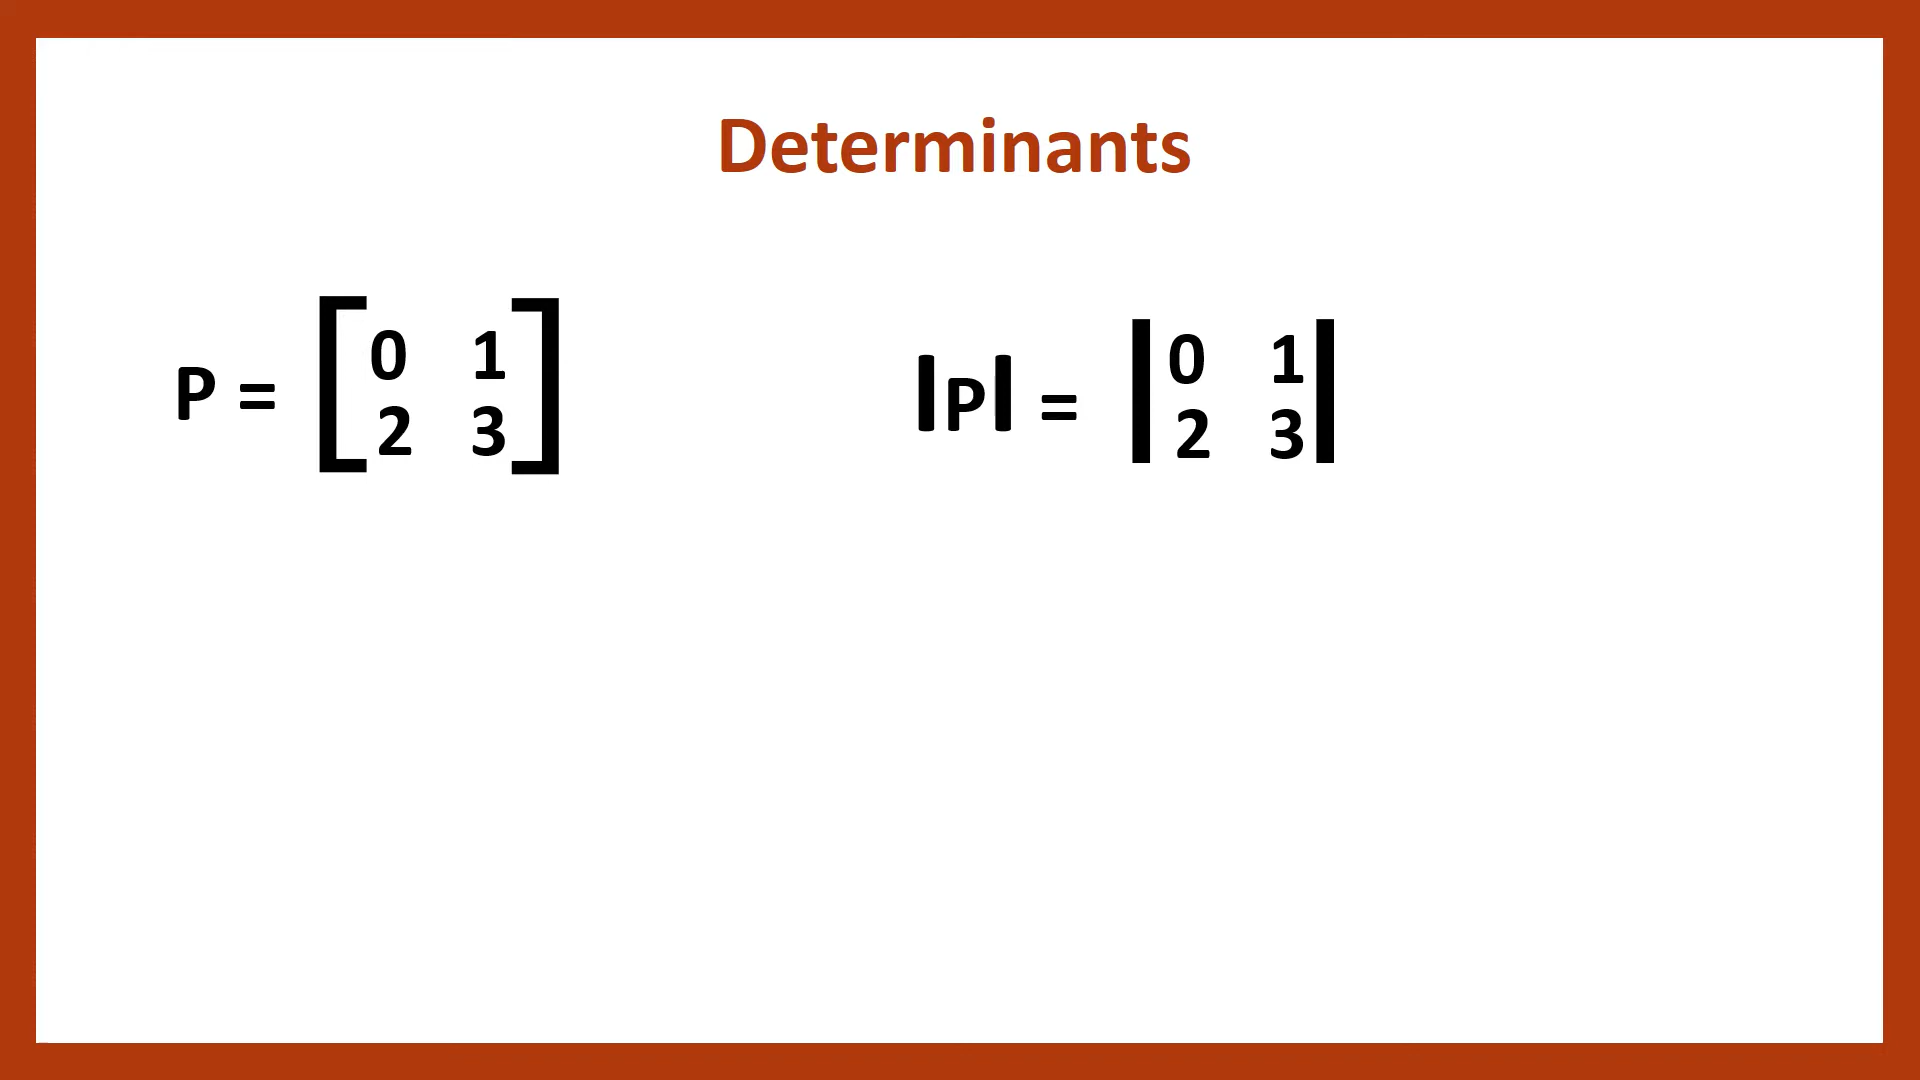 Determinants
P = [0 1
2 3]
|P| = |0 1
2 3|